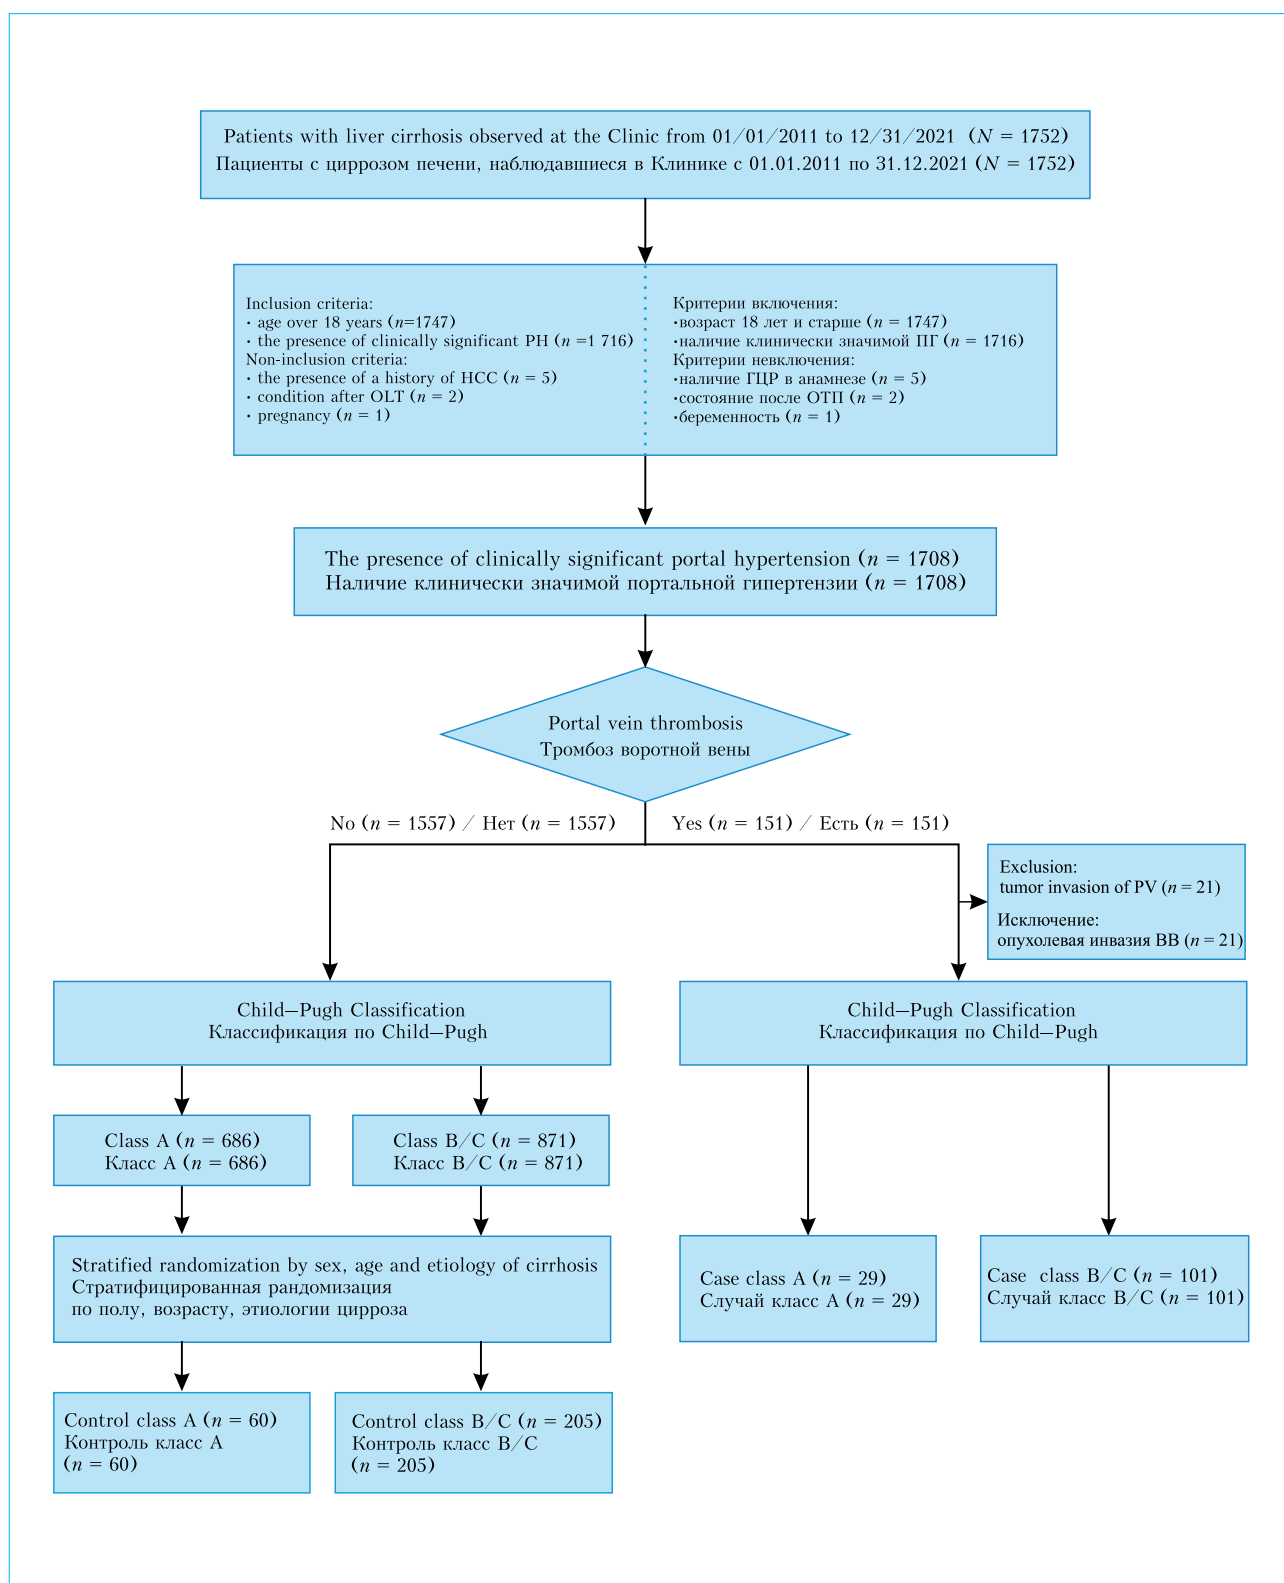 Patients with liver cirrhosis observed at the Clinic from 01/01/2011 to 12/31/2021 (N = 1752)
Пациенты с циррозом печени, наблюдавшиеся в Клинике с 01.01.2011 по 31.12.2021 (N = 1752)
Inclusion criteria:
· age over 18 years (n=1747)
· the presence of clinically significant PH (n =1 716)
Non-inclusion criteria:
· the presence of a history of HCC (n = 5)
· condition after OLT (n = 2)
· pregnancy (n = 1)
Критерии включения:
·возраст 18 лет и старше (n = 1747)
·наличие клинически значимой ПГ (n = 1716)
Критерии невключения:
·наличие ГЦР в анамнезе (n = 5)
·состояние после ОТП (n = 2)
·беременность (n = 1)
The presence of clinically significant portal hypertension (n = 1708)
Наличие клинически значимой портальной гипертензии (n = 1708)
Portal vein thrombosis
Тромбоз воротной вены
No (n = 1557) / Нет (n = 1557)
Yes (n = 151) / Есть (n = 151)
Exclusion:
tumor invasion of PV (n = 21)
Исключение:
опухолевая инвазия ВВ (n = 21)
Child–Pugh Classification
Классификация по Child–Pugh
Child–Pugh Classification
Классификация по Child–Pugh
Class A (n = 686)
Класс А (n = 686)
Class B/C (n = 871)
Класс B/C (n = 871)
Stratified randomization by sex, age and etiology of cirrhosis
Стратифицированная рандомизация
по полу, возрасту, этиологии цирроза
Case class A (n = 29)
Случай класс А (n = 29)
Case class B/C (n = 101)
Случай класс B/C (n = 101)
Control class A (n = 60)
Контроль класс А
(n = 60)
Control class B/C (n = 205)
Контроль класс B/C
(n = 205)